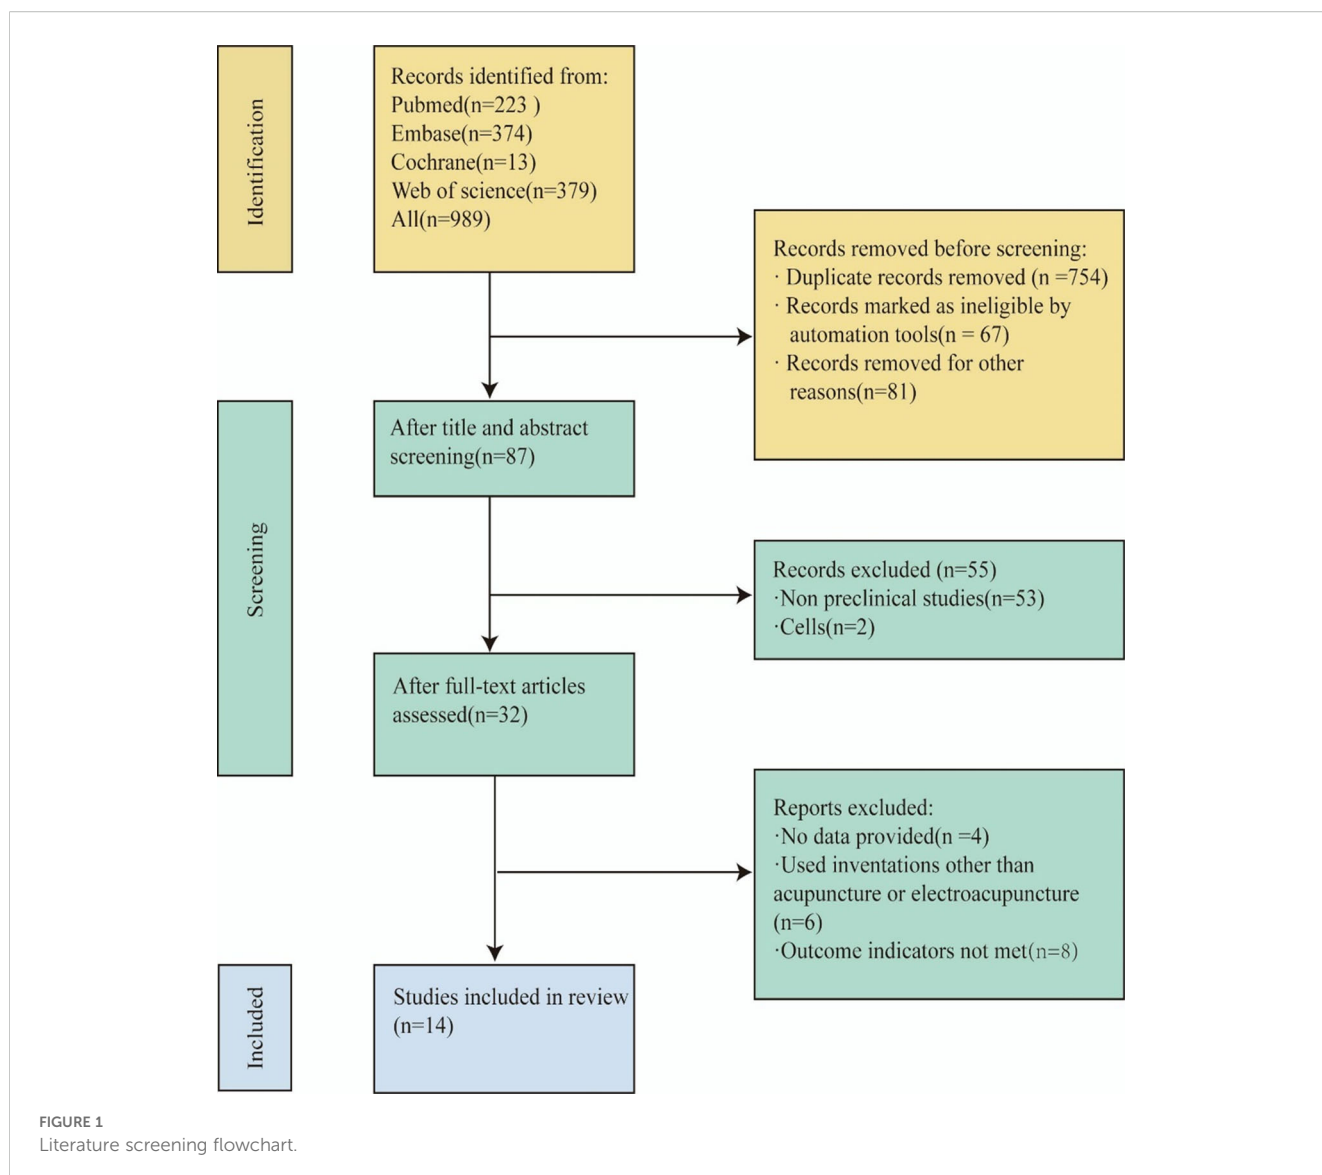 Identification
Records identified from:
Pubmed(n=223 )
Embase(n=374)
Cochrane(n=13)
Web of science(n=379)
All(n=989)
Records removed before screening:
· Duplicate records removed (n =754)
· Records marked as ineligible by
automation tools(n = 67)
· Records removed for other
reasons(n=81)
Screening
After title and abstract
screening(n=87)
Records excluded (n=55)
·Non preclinical studies(n=53)
·Cells(n=2)
After full-text articles
assessed(n=32)
Reports excluded:
·No data provided(n =4)
·Used inventations other than
acupuncture or electroacupuncture
(n=6)
·Outcome indicators not met(n=8)
Included
Studies included in review
(n=14)
FIGURE 1
Literature screening flowchart.